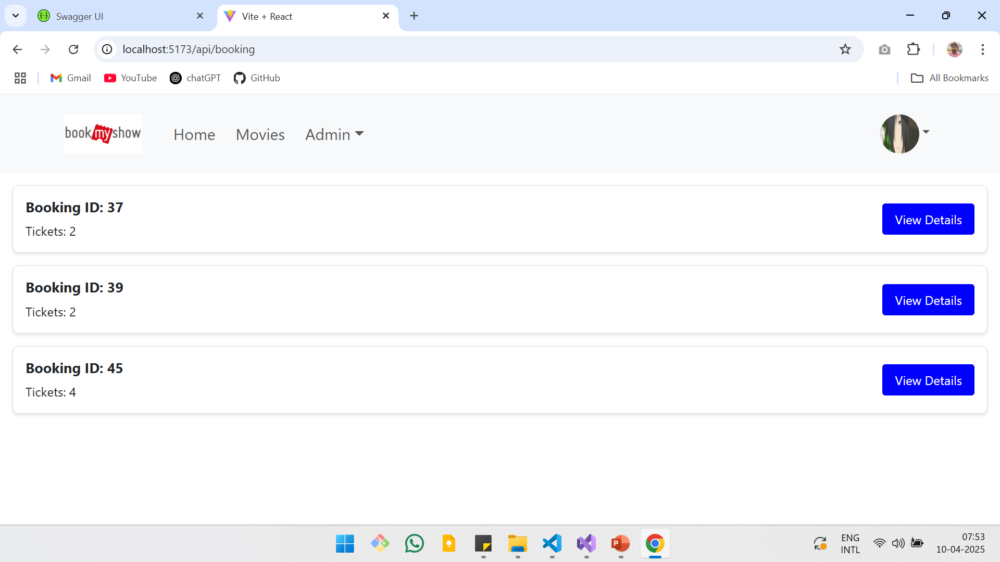 Swagger UI
Vite + React
localhost:5173/api/booking
Gmail
YouTube
chatGPT
GitHub
All Bookmarks
bookmyshow
Home
Movies
Admin
Booking ID: 37
Tickets: 2
View Details
Booking ID: 39
Tickets: 2
View Details
Booking ID: 45
Tickets: 4
View Details
P
ENG
INTL
07:53
10-04-2025